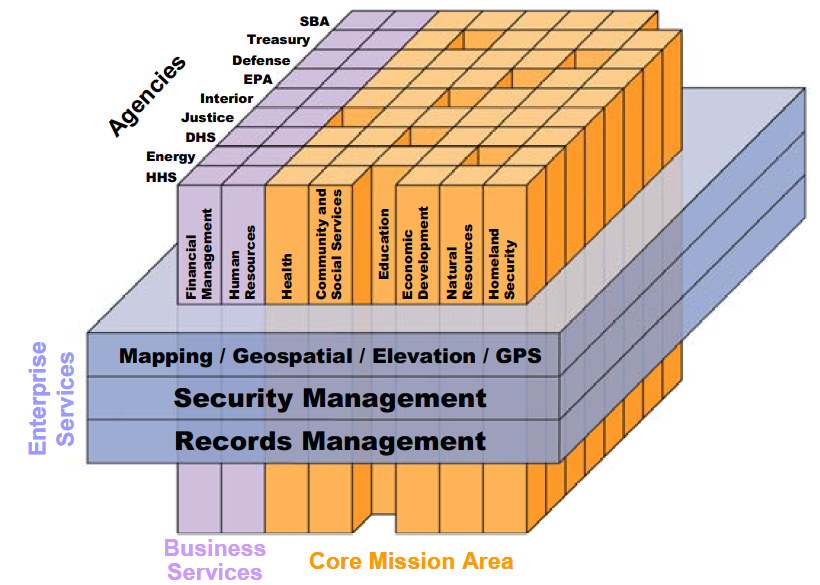 SBA
Treasury
Defense
EPA
Interior
Justice
DHS
Energy
HHS
Agencies
Financial
Management
Human
Resources
Health
Community and
Social Services
Education
Economic
Development
Natural
Resources
Homeland
Security
Mapping / Geospatial / Elevation / GPS
Security Management
Records Management
Enterprise
Services
Business
Services
Core Mission Area